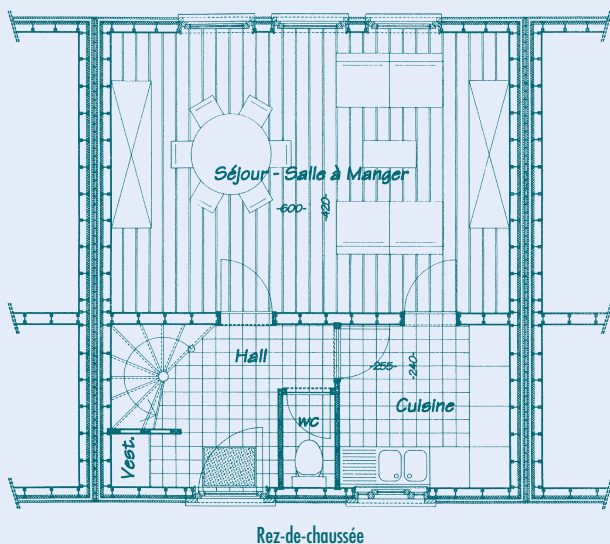 Séjour - Salle à Manger
-600-
-420-
Hall
-255-
-240-
Cuisine
WC
Vest.
Rez-de-chaussée